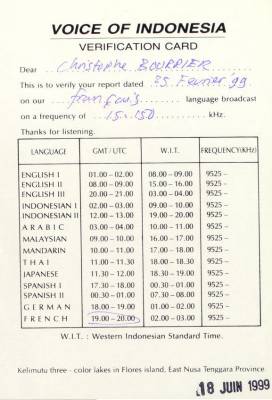 VOICE OF INDONESIA
VERIFICATION CARD
Dear Christophe BOURRIER
This is to verify your report dated 25 Fevrier 99
on our français language broadcast
on a frequency of 15.150 kHz.
Thanks for listening.
LANGUAGE GMT/UTC W.I.T. FREQUENCY(KHz)
ENGLISH I 01.00 – 02.00 08.00 – 09.00 9525 –
ENGLISH II 08.00 – 09.00 15.00 – 16.00 9525 –
ENGLISH III 20.00 – 21.00 03.00 – 04.00 9525 –
INDONESIAN I 02.00 – 03.00 09.00 – 10.00 9525 –
INDONESIAN II 12.00 – 13.00 19.00 – 20.00 9525 –
ARABIC 03.00 – 04.00 10.00 – 11.00 9525 –
MALAYSIAN 09.00 – 10.00 16.00 – 17.00 9525 –
MANDARIN 10.00 – 11.00 17.00 – 18.00 9525 –
THAI 11.00 – 11.30 18.00 – 18.30 9525 –
JAPANESE 11.30 – 12.00 18.30 – 19.00 9525 –
SPANISH I 17.30 – 18.00 00.30 – 01.00 9525 –
SPANISH II 00.30 – 01.00 07.30 – 08.00 9525 –
GERMAN 18.00 – 19.00 01.00 – 02.00 9525 –
FRENCH 19.00 – 20.00 02.00 – 03.00 9525 –
W.I.T. : Western Indonesian Standard Time.
Kelimutu three - color lakes in Flores island, East Nusa Tenggara Province
18 JUIN 1999